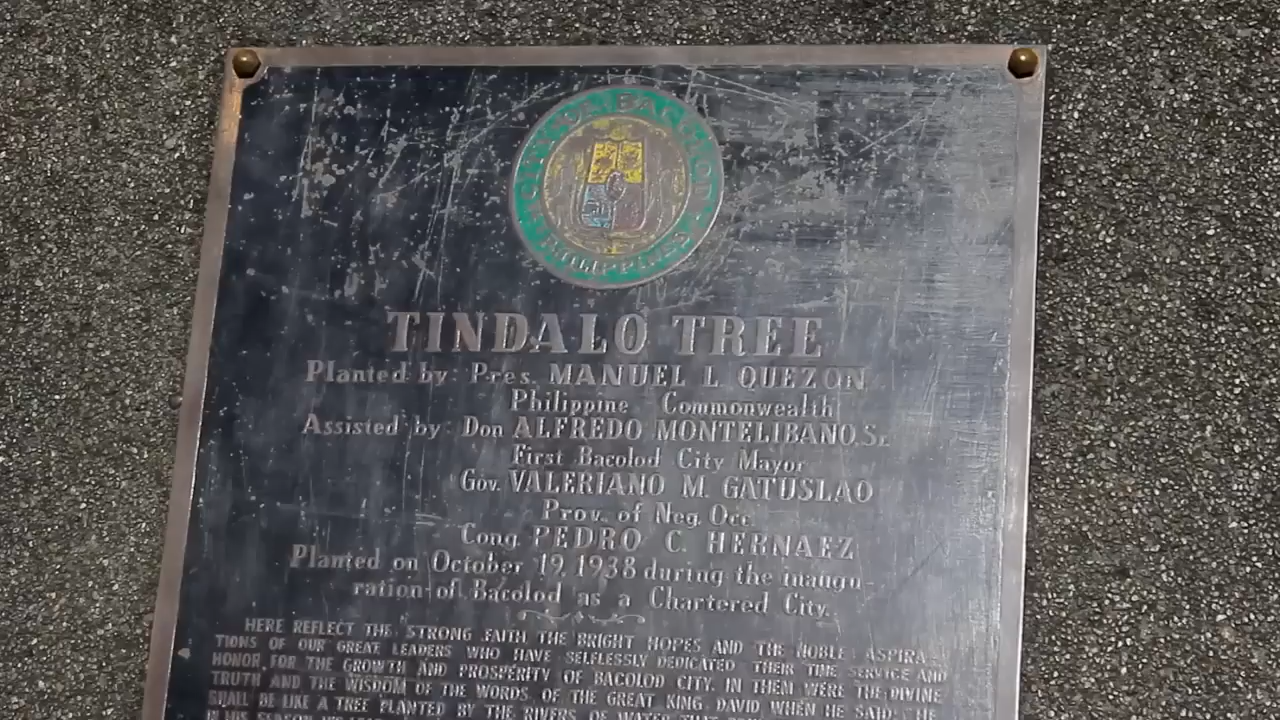 PHILIPPINES
TINDALO TREE
Planted by: Pres. MANUEL L. QUEZON
Philippine Commonwealth
Assisted by: Don ALFREDO MONTELIBANO, Sr.
First Bacolod City Mayor
Gov. VALERIANO M. GATUSLAO
Prov. of Neg. Occ.
Cong. PEDRO C. HERNAEZ
Planted on October 19, 1938 during the inaugu-
ration of Bacolod as a Chartered City.
HERE REFLECT THE STRONG FAITH THE BRIGHT HOPES AND THE NOBLE ASPIRA-
TIONS OF OUR GREAT LEADERS WHO HAVE SELFLESSLY DEDICATED THEIR TIME SERVICE AND
HONOR FOR THE GROWTH AND PROSPERITY OF BACOLOD CITY. IN THEM WERE THE DIVINE
TRUTH AND THE WISDOM OF THE WORDS OF THE GREAT KING DAVID WHEN HE SAID: HE
SHALL BE LIKE A TREE PLANTED BY THE RIVERS OF WATER THAT
IN HIS SEASON